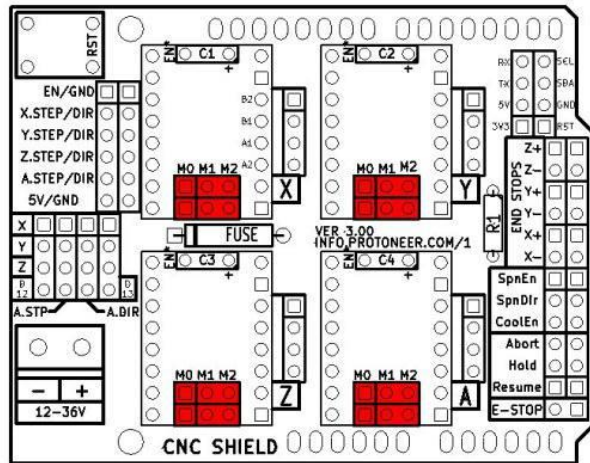 RST
EN/GND
X.STEP/DIR
Y.STEP/DIR
Z.STEP/DIR
A.STEP/DIR
5V/GND
X
Y
Z
D
12
D
13
A.STP
A.DIR
- +
12-36V
EN*
C1
+
B2
B1
A1
A2
M0 M1 M2
X
EN*
C2
+
M0 M1 M2
Y
FUSE
VER 3.00
INFO.PROTONEER.COM/1
R1
EN*
C3
+
M0 M1 M2
Z
EN*
C4
+
M0 M1 M2
A
RX SCL
TX SDA
5V GND
3V3 RST
END STOPS
Z+
Z-
Y+
Y-
X+
X-
SpnEn
SpnDir
CoolEn
Abort
Hold
Resume
E-STOP
CNC SHIELD